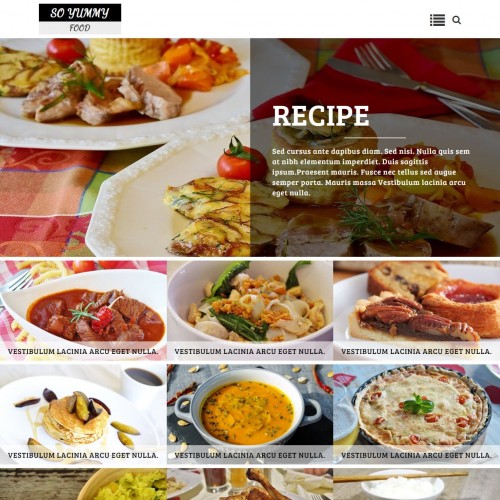 SO YUMMY
FOOD
RECIPE
Sed cursus ante dapibus diam. Sed nisi. Nulla quis sem
at nibh elementum imperdiet. Duis sagittis
ipsum.Praesent mauris. Fusce nec tellus sed augue
semper porta. Mauris massa Vestibulum lacinia arcu
eget nulla.
VESTIBULUM LACINIA ARCU EGET NULLA.
VESTIBULUM LACINIA ARCU EGET NULLA.
VESTIBULUM LACINIA ARCU EGET NULLA.
VESTIBULUM LACINIA ARCU EGET NULLA.
VESTIBULUM LACINIA ARCU EGET NULLA.
VESTIBULUM LACINIA ARCU EGET NULLA.